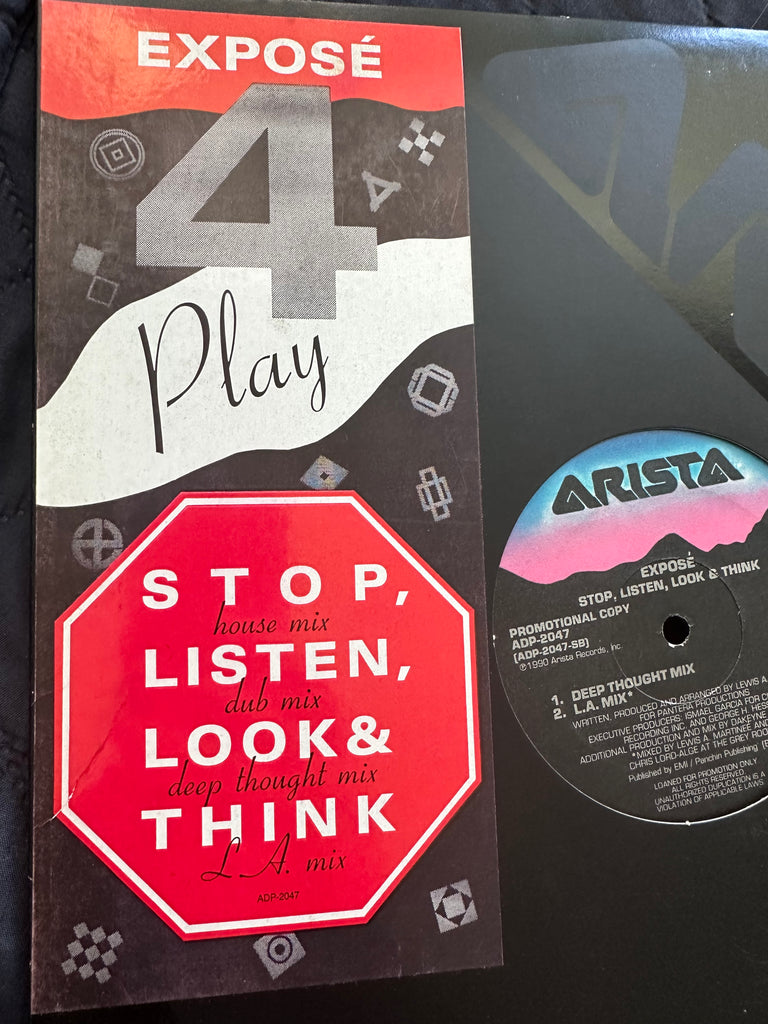 EXPOSÉ
4
Play
STOP,
house mix
LISTEN,
dub mix
LOOK&
deep thought mix
THINK
L.A. mix
ADP-2047
ARISTA
EXPOSÉ
STOP, LISTEN, LOOK & THINK
PROMOTIONAL COPY
ADP-2047
(ADP-2047-SB)
℗1990 Arista Records, Inc.
1. DEEP THOUGHT MIX
2. L.A. MIX*
WRITTEN, PRODUCED AND ARRANGED BY LEWIS A.
FOR PANTERA PRODUCTIONS
EXECUTIVE PRODUCERS: ISMAEL GARCIA FOR
RECORDING INC. AND GEORGE H. HESS
ADDITIONAL PRODUCTION AND MIX BY DAKEYNE
*MIXED BY LEWIS A. MARTINEÉ AND
CHRIS LORD-ALGE AT THE GREY ROO
Published by EMI / Panchin Publishing
LOANED FOR PROMOTION ONLY
ALL RIGHTS RESERVED
UNAUTHORIZED DUPLICATION IS A
VIOLATION OF APPLICABLE LAWS